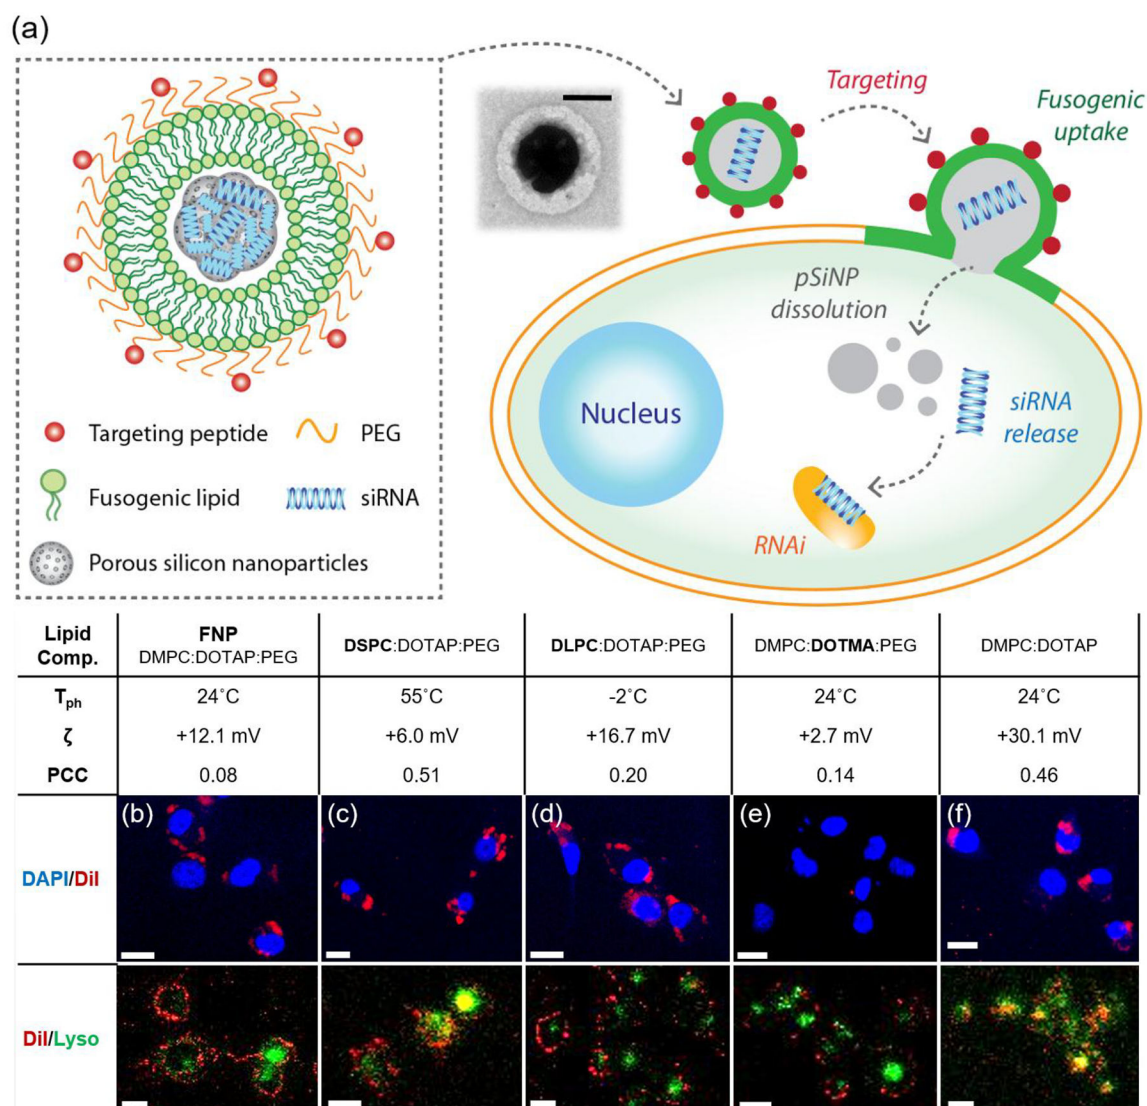 (a)
Targeting
Fusogenic
uptake
pSiNP
dissolution
Nucleus
siRNA
release
RNAi
Targeting peptide
PEG
Fusogenic lipid
siRNA
Porous silicon nanoparticles
Lipid
Comp.
FNP
DMPC:DOTAP:PEG
DSPC:DOTAP:PEG
DLPC:DOTAP:PEG
DMPC:DOTMA:PEG
DMPC:DOTAP
Tph
24˚C
55˚C
-2˚C
24˚C
24˚C
ζ
+12.1 mV
+6.0 mV
+16.7 mV
+2.7 mV
+30.1 mV
PCC
0.08
0.51
0.20
0.14
0.46
DAPI/DiI
(b)
(c)
(d)
(e)
(f)
DiI/Lyso